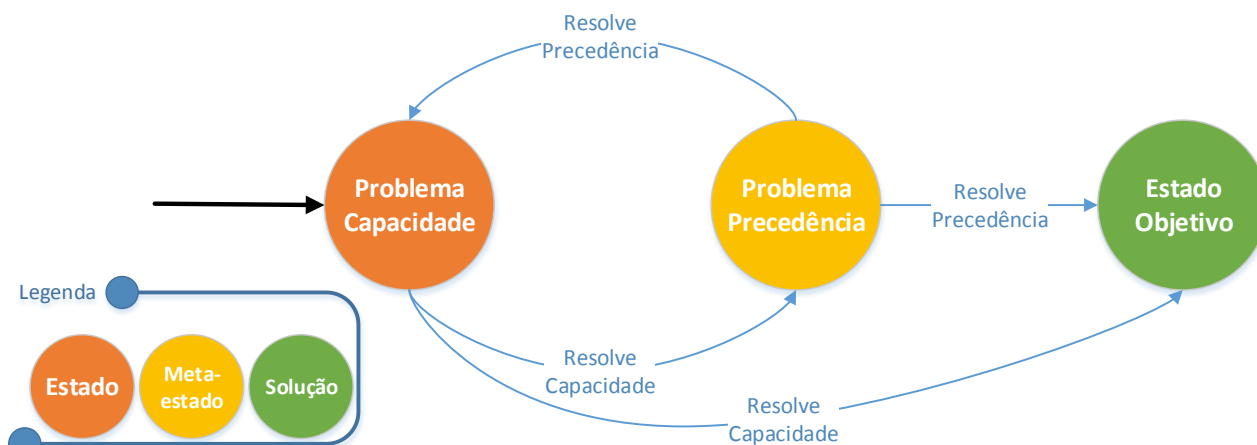 Resolve
Precedência
Problema
Capacidade
Problema
Precedência
Resolve
Precedência
Estado
Objetivo
Legenda
Resolve
Capacidade
Estado
Meta-
estado
Solução
Resolve
Capacidade